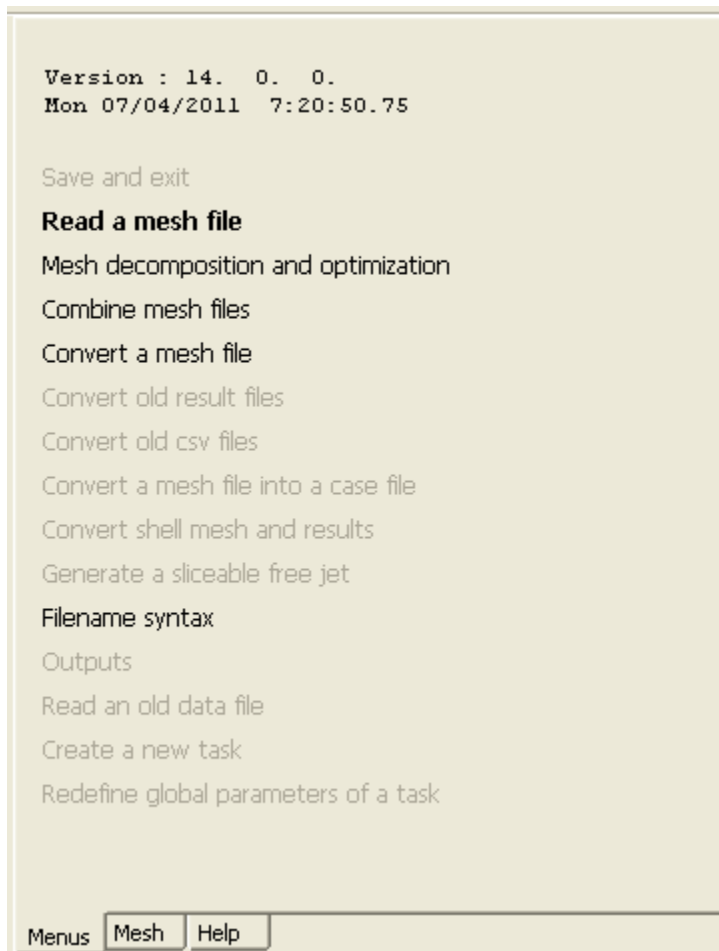 Version : 14. 0. 0.
Mon 07/04/2011 7:20:50.75
Save and exit
Read a mesh file
Mesh decomposition and optimization
Combine mesh files
Convert a mesh file
Convert old result files
Convert old csv files
Convert a mesh file into a case file
Convert shell mesh and results
Generate a sliceable free jet
Filename syntax
Outputs
Read an old data file
Create a new task
Redefine global parameters of a task
Menus Mesh Help